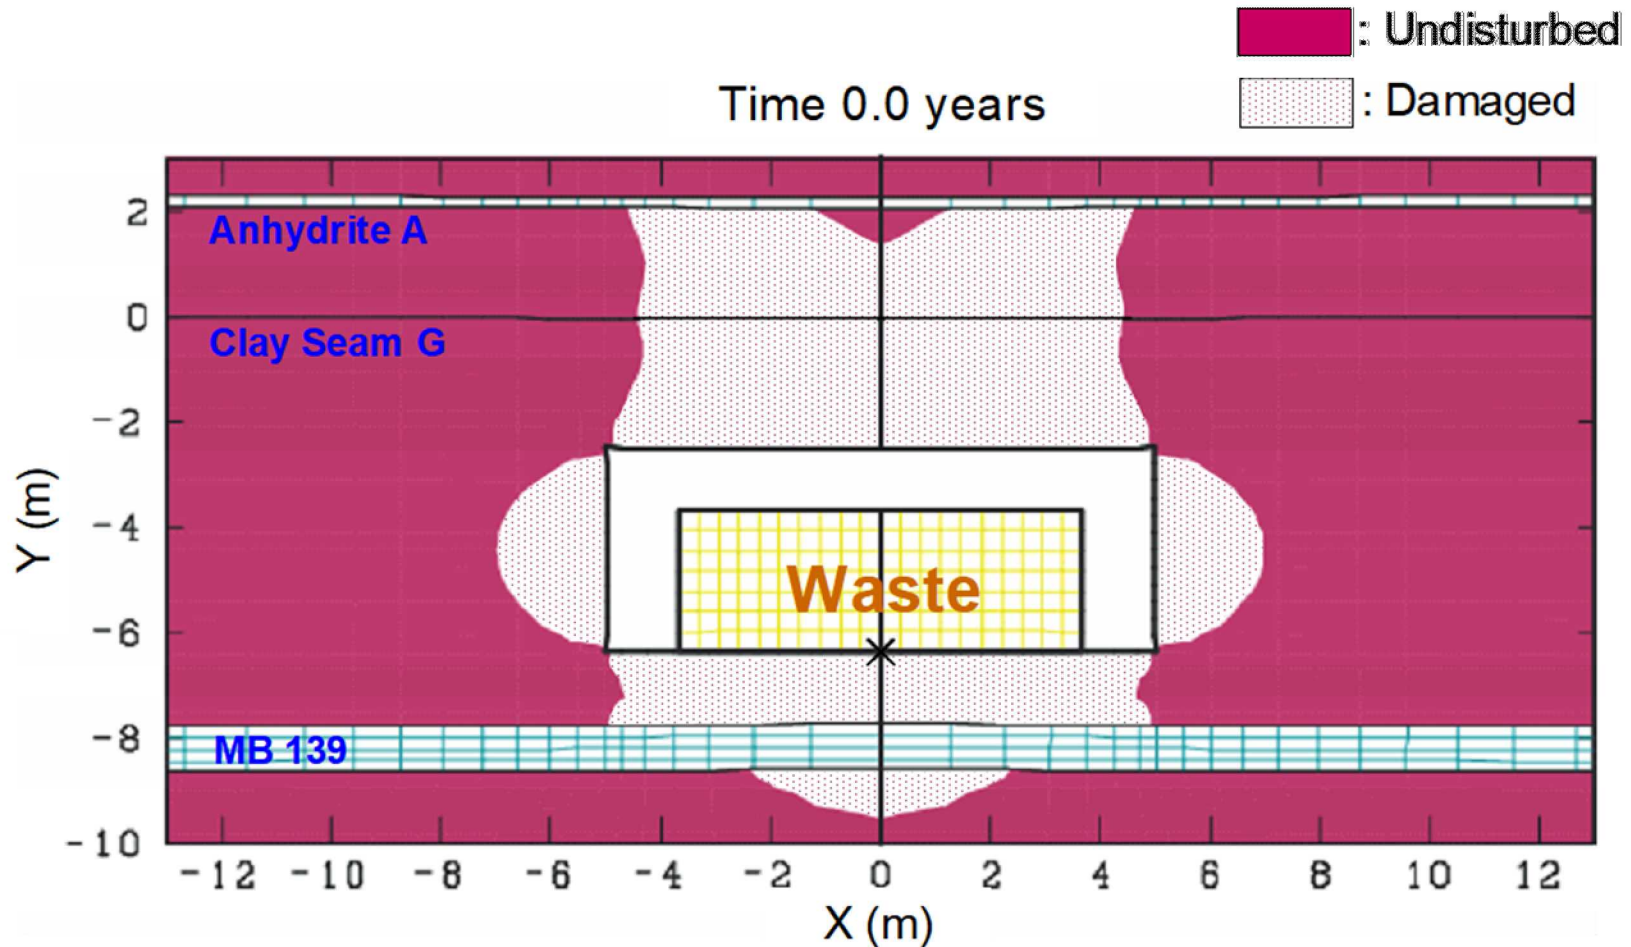 : Undisturbed
Time 0.0 years
: Damaged
2
Anhydrite A
0
Clay Seam G
-2
Y (m)
-4
Waste
-6
-8
MB 139
-10
-12 -10 -8 -6 -4 -2 0 2 4 6 8 10 12
X (m)